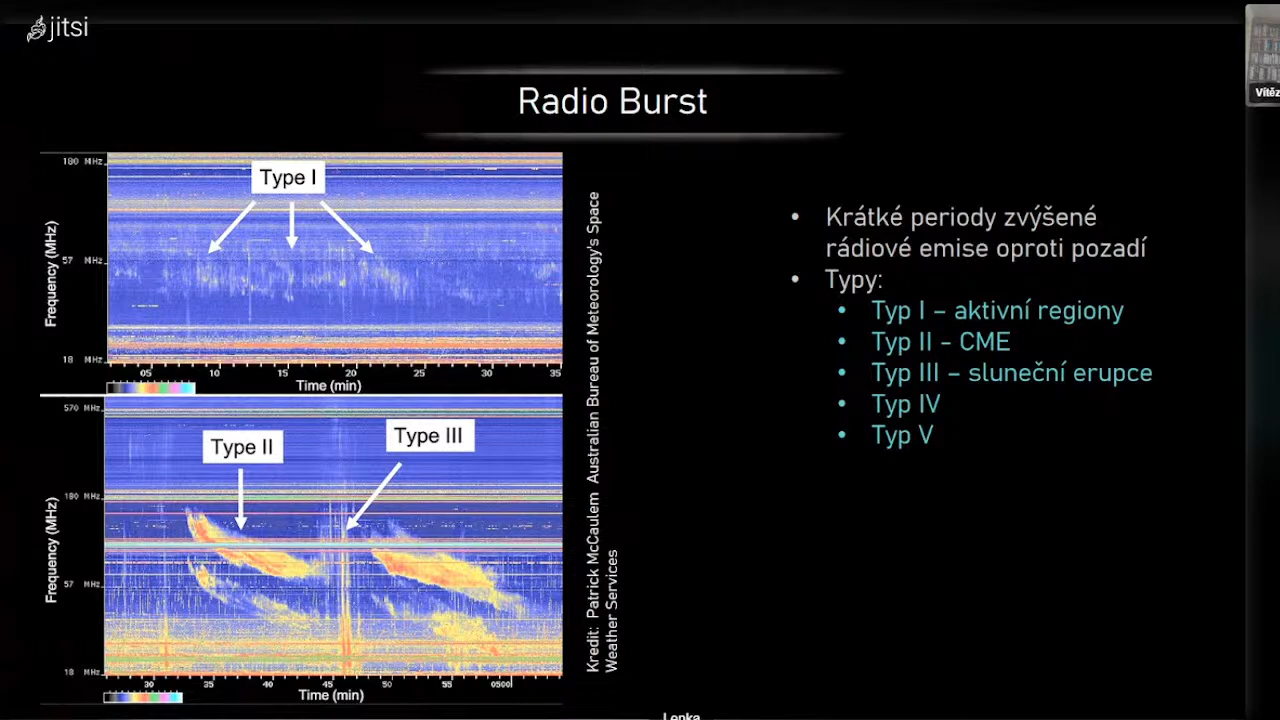 jitsi
Vítěz
Radio Burst
180 MHz
Type I
57 MHz
18 MHz
Frequency (MHz)
05 10 15 20 25 30 35
Time (min)
570 MHz
Type II
Type III
180 MHz
57 MHz
18 MHz
Frequency (MHz)
30 35 40 45 50 55 0500
Time (min)
Kredit: Patrick McCaulem Australian Bureau of Meteorology's Space
Weather Services
• Krátké periody zvýšené
rádiové emise oproti pozadí
• Typy:
• Typ I – aktivní regiony
• Typ II - CME
• Typ III – sluneční erupce
• Typ IV
• Typ V
Lenka